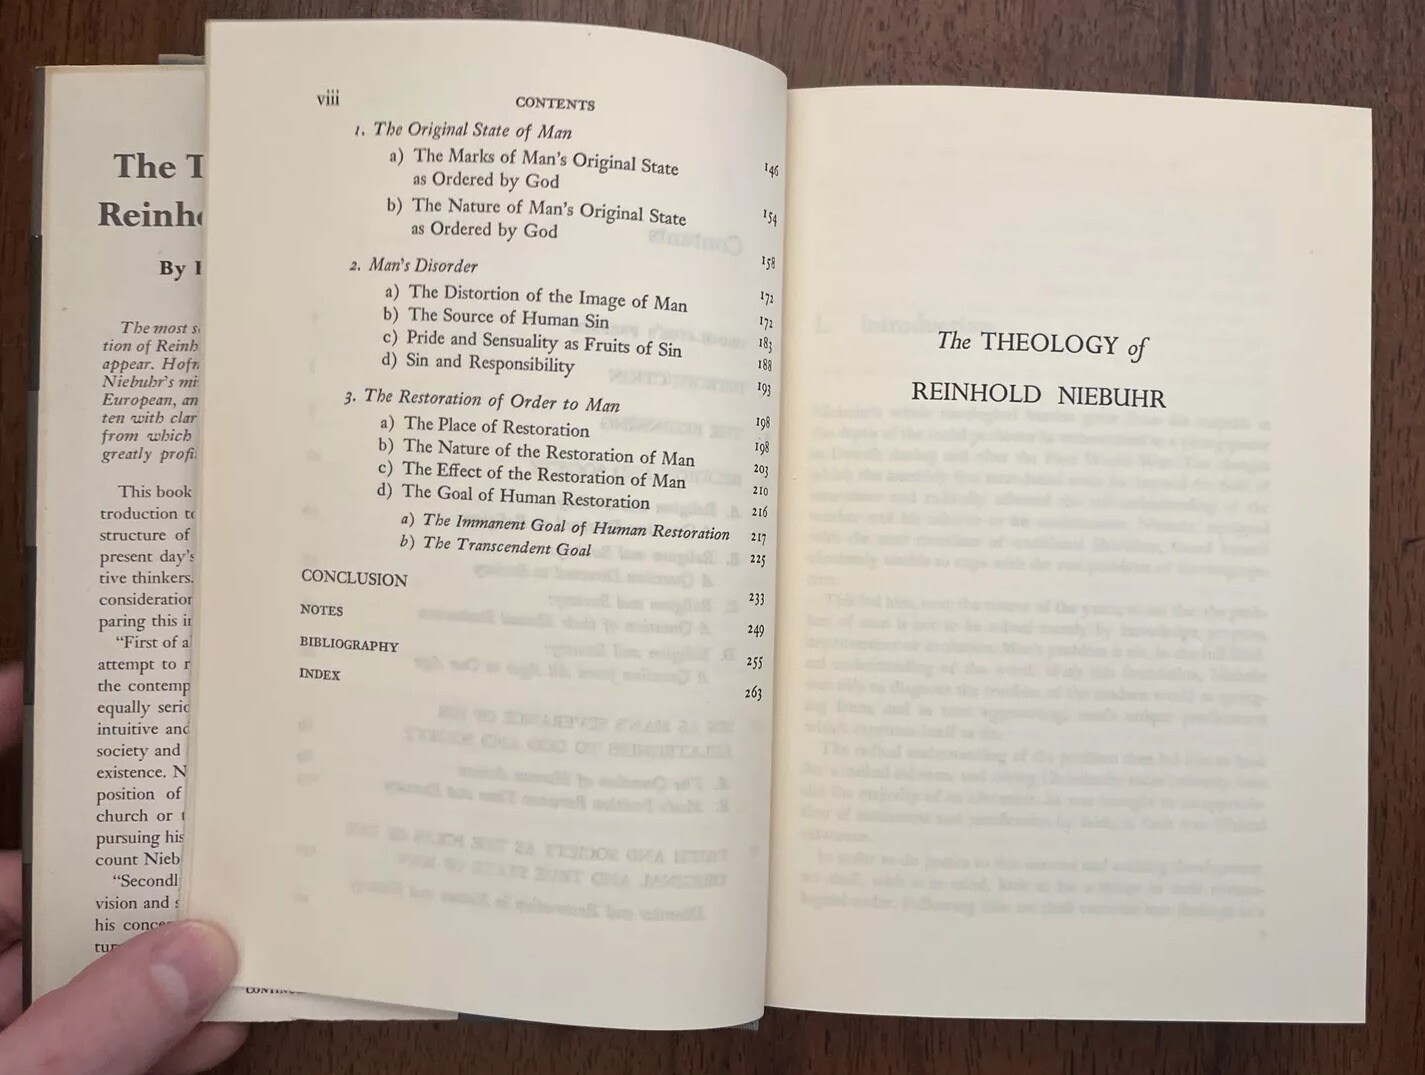 The T
Reinho
By
The most s
tion of Reinh
appear. Hofm
Niebuhr's mi
European, an
ten with clar
from which
greatly profi
This book
troduction to
structure of
present day's
tive thinkers.
consideration
paring this in
"First of al
attempt to r
the contemp
equally serio
intuitive and
society and
existence. N
position of
church or t
pursuing his
count Nieb
"Secondl
vision and s
his conce
tur
viii CONTENTS
1. The Original State of Man 146
a) The Marks of Man's Original State
as Ordered by God 154
b) The Nature of Man's Original State
as Ordered by God 158
2. Man's Disorder 172
a) The Distortion of the Image of Man 172
b) The Source of Human Sin 183
c) Pride and Sensuality as Fruits of Sin 188
d) Sin and Responsibility 193
3. The Restoration of Order to Man 198
a) The Place of Restoration 198
b) The Nature of the Restoration of Man 203
c) The Effect of the Restoration of Man 210
d) The Goal of Human Restoration 216
a) The Immanent Goal of Human Restoration 217
b) The Transcendent Goal 225
CONCLUSION 233
NOTES 249
BIBLIOGRAPHY 255
INDEX 263
The THEOLOGY of
REINHOLD NIEBUHR